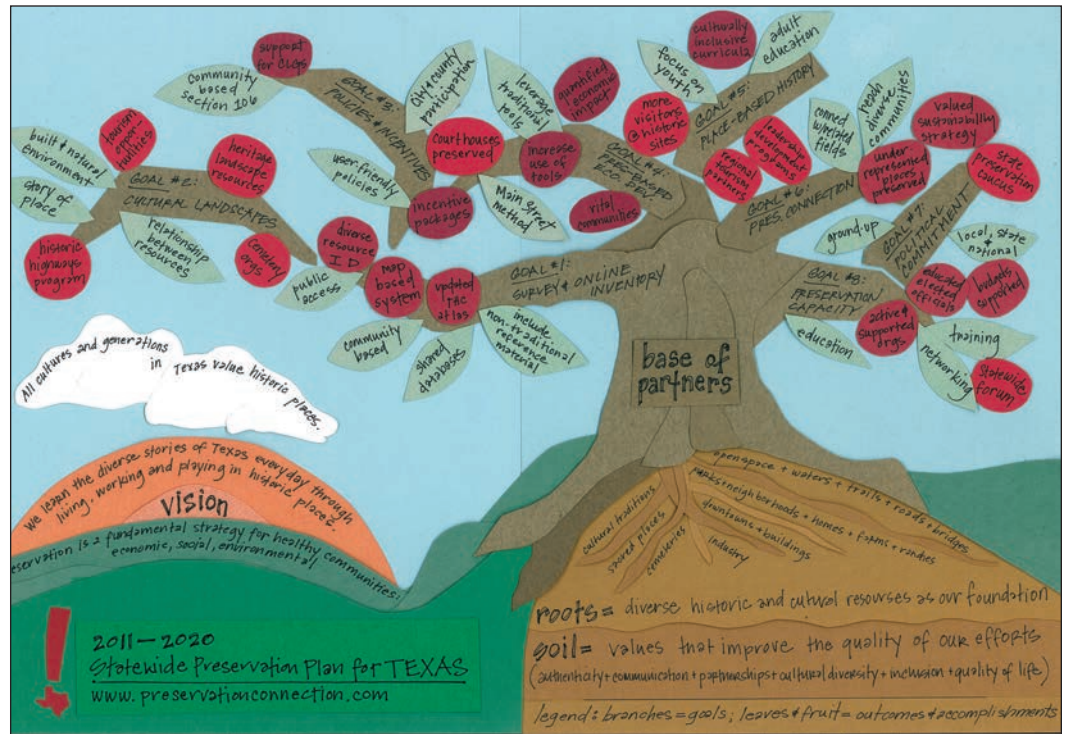 support
for CLGs
community
based
section 106
GOAL #3:
POLICIES & INCENTIVES
city & county
participation
leverage
traditional
tools
quantified
economic
impact
focus on
youth
culturally
inclusive
curricula
adult
education
GOAL #5:
PLACE-BASED HISTORY
more
visitors
@ historic
sites
built & natural
environment
tourism
oppor-
tunities
heritage
landscape
resources
story of
place
GOAL #2:
CULTURAL LANDSCAPES
historic
highways
program
relationship
between
resources
cemetery
orgs
user-friendly
policies
courthouses
preserved
incentive
packages
increase
use of
tools
Main Street
method
GOAL #4:
PRES.-BASED
ECO. DEV.
vital
communities
regional
tourism
partners
leadership
development
programs
conned
w/related
fields
reach
diverse
communities
valued
sustainability
strategy
under
represented
places
preserved
state
preservation
caucus
GOAL #6:
PRES. CONNECTION
GOAL #7:
POLITICAL
COMMITMENT
ground-up
local, state
&
national
diverse
resource
ID
public
access
map
based
system
updated
THC
atlas
GOAL #1:
SURVEY & ONLINE
INVENTORY
community
based
shared
databases
include
non-traditional
reference
material
GOAL #8:
PRESERVATION
CAPACITY
educated
elected
officials
budgets
supported
active &
supported
orgs
education
training
networking
statewide
forum
base of
partners
All cultures and generations
in Texas value historic places.
We learn the diverse stories of Texas everyday through
living, working and playing in historic places
vision
eservation is a fundamental strategy for healthy communities:
economic, social, environmental
open space + waters + trails + roads + bridges
parks + neighborhoods + homes + farms + ranches
downtowns + buildings
industry
cultural traditions
sacred places
cemeteries
roots = diverse historic and cutural resourses as our foundation
soil = values that improve the quality of our efforts
(authenticity + communication + partnerships + cultural diversity + inclusion + quality of life)
legend: branches = goals; leaves & fruit = outcomes & accomplishments
2011—2020
Statewide Preservation Plan for TEXAS
www.preservationconnection.com